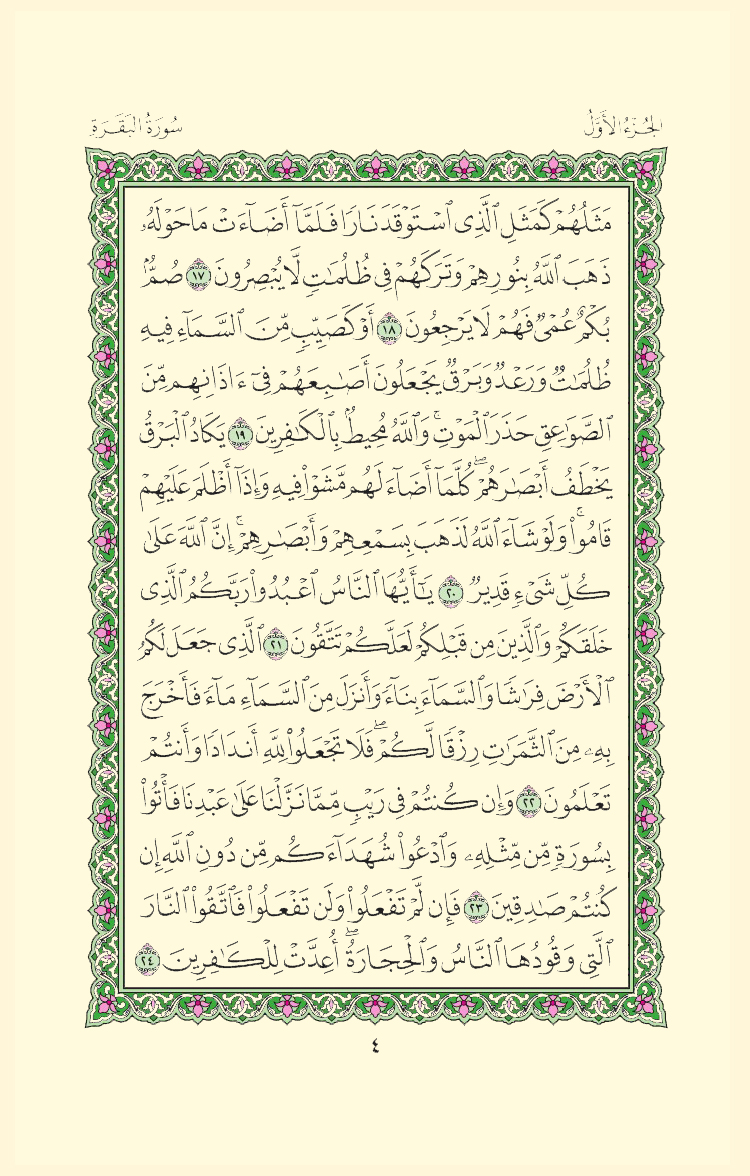 الجُزْءُ الأَوَّلُ
سُورَةُ البَقَرَةِ
مَثَلُهُمْ كَمَثَلِ ٱلَّذِى ٱسْتَوْقَدَ نَارًا فَلَمَّآ أَضَآءَتْ مَا حَوْلَهُۥ
ذَهَبَ ٱللَّهُ بِنُورِهِمْ وَتَرَكَهُمْ فِى ظُلُمَٰتٍ لَّا يُبْصِرُونَ ١٧ صُمٌّۢ
بُكْمٌ عُمْىٌ فَهُمْ لَا يَرْجِعُونَ ١٨ أَوْ كَصَيِّبٍ مِّنَ ٱلسَّمَآءِ فِيهِ
ظُلُمَٰتٌ وَرَعْدٌ وَبَرْقٌ يَجْعَلُونَ أَصَٰبِعَهُمْ فِىٓ ءَاذَانِهِم مِّنَ
ٱلصَّوَٰعِقِ حَذَرَ ٱلْمَوْتِ ۚ وَٱللَّهُ مُحِيطٌۢ بِٱلْكَٰفِرِينَ ١٩ يَكَادُ ٱلْبَرْقُ
يَخْطَفُ أَبْصَٰرَهُمْ ۖ كُلَّمَآ أَضَآءَ لَهُم مَّشَوْا۟ فِيهِ وَإِذَآ أَظْلَمَ عَلَيْهِمْ
قَامُوا۟ ۚ وَلَوْ شَآءَ ٱللَّهُ لَذَهَبَ بِسَمْعِهِمْ وَأَبْصَٰرِهِمْ ۚ إِنَّ ٱللَّهَ عَلَىٰ
كُلِّ شَىْءٍ قَدِيرٌ ٢٠ يَٰٓأَيُّهَا ٱلنَّاسُ ٱعْبُدُوا۟ رَبَّكُمُ ٱلَّذِى
خَلَقَكُمْ وَٱلَّذِينَ مِن قَبْلِكُمْ لَعَلَّكُمْ تَتَّقُونَ ٢١ ٱلَّذِى جَعَلَ لَكُمُ
ٱلْأَرْضَ فِرَٰشًا وَٱلسَّمَآءَ بِنَآءً وَأَنزَلَ مِنَ ٱلسَّمَآءِ مَآءً فَأَخْرَجَ
بِهِۦ مِنَ ٱلثَّمَرَٰتِ رِزْقًا لَّكُمْ ۖ فَلَا تَجْعَلُوا۟ لِلَّهِ أَندَادًا وَأَنتُمْ
تَعْلَمُونَ ٢٢ وَإِن كُنتُمْ فِى رَيْبٍ مِّمَّا نَزَّلْنَا عَلَىٰ عَبْدِنَا فَأْتُوا۟
بِسُورَةٍ مِّن مِّثْلِهِۦ وَٱدْعُوا۟ شُهَدَآءَكُم مِّن دُونِ ٱللَّهِ إِن
كُنتُمْ صَٰدِقِينَ ٢٣ فَإِن لَّمْ تَفْعَلُوا۟ وَلَن تَفْعَلُوا۟ فَٱتَّقُوا۟ ٱلنَّارَ
ٱلَّتِى وَقُودُهَا ٱلنَّاسُ وَٱلْحِجَارَةُ ۖ أُعِدَّتْ لِلْكَٰفِرِينَ ٢٤
٤